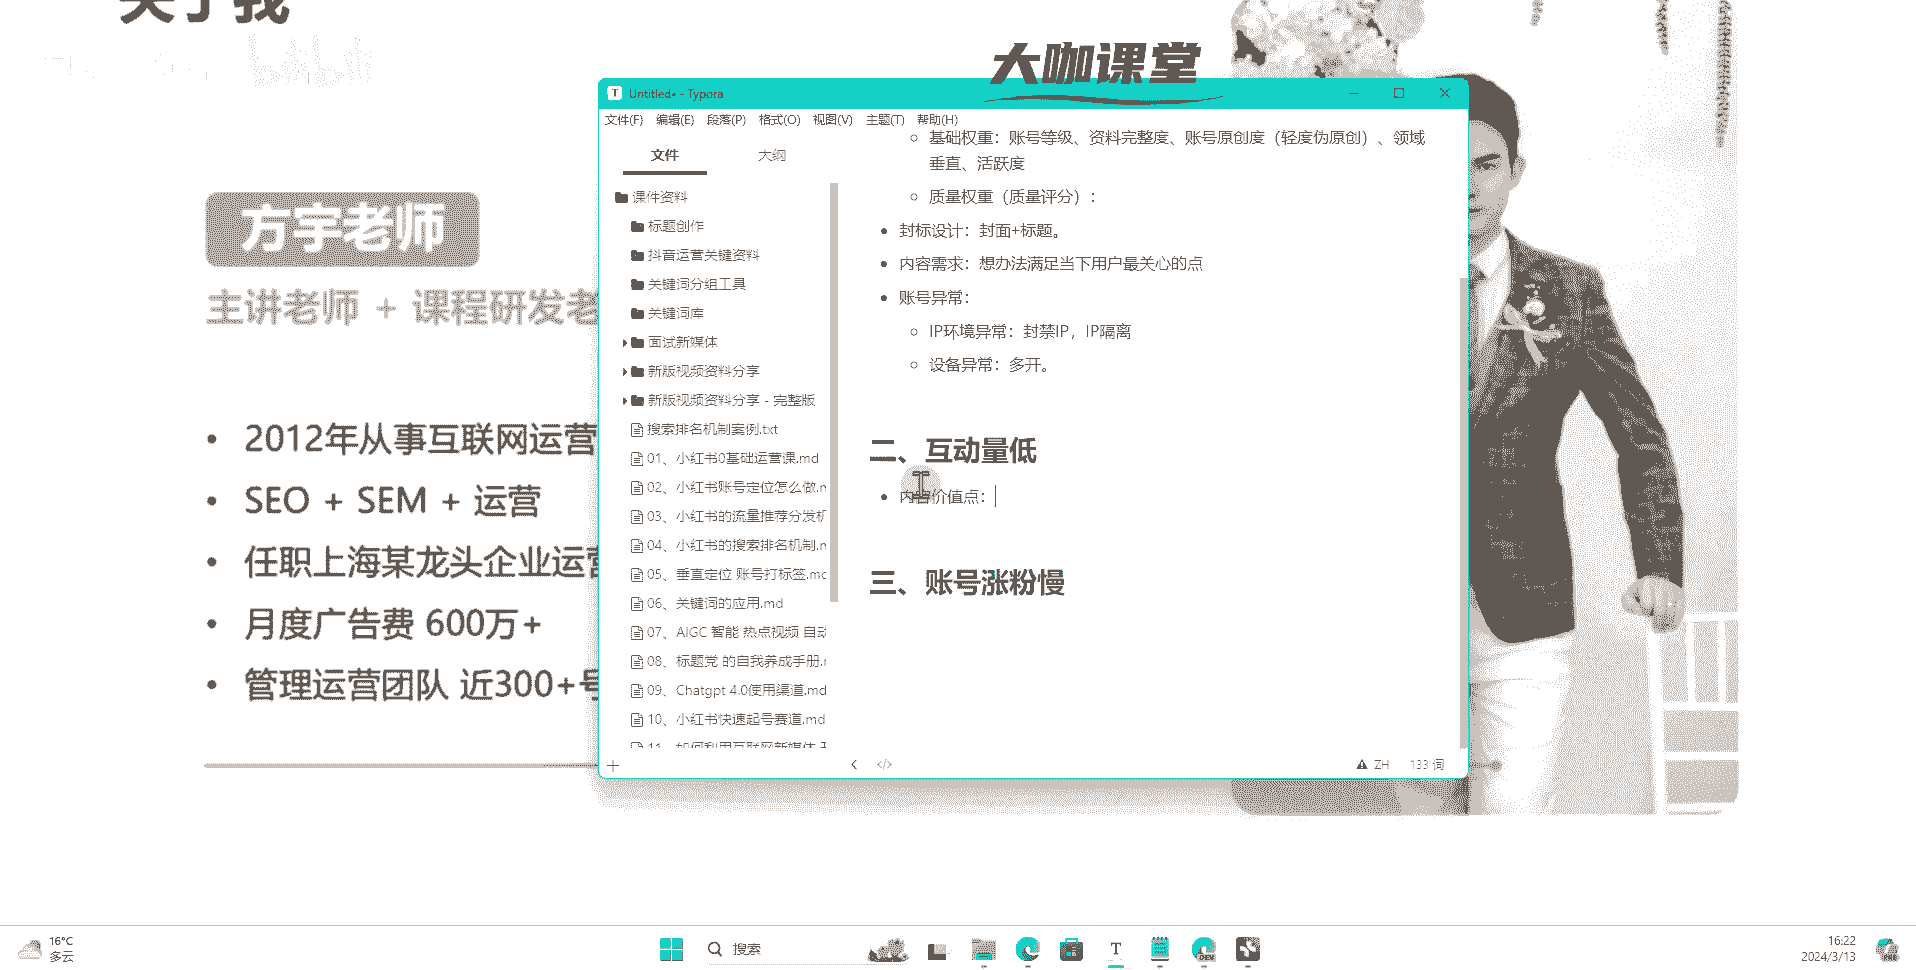 关于我
bilibili
大咖课堂
方宇老师
主讲老师 + 课程研发老
2012年从事互联网运营
SEO + SEM + 运营
任职上海某龙头企业运营
月度广告费 600万+
管理运营团队 近300+号
Untitled• - Typora
文件(F) 编辑(E) 段落(P) 格式(O) 视图(V) 主题(T) 帮助(H)
文件 大纲
课件资料
标题创作
抖音运营关键资料
关键词分组工具
关键词库
面试新媒体
新版视频资料分享
新版视频资料分享 - 完整版
搜索排名机制案例.txt
01、小红书0基础运营课.md
02、小红书账号定位怎么做.m
03、小红书的流量推荐分发机
04、小红书的搜索排名机制.m
05、垂直定位 账号打标签.md
06、关键词的应用.md
07、AIGC 智能 热点视频 自动
08、标题党 的自我养成手册.m
09、Chatgpt 4.0使用渠道.md
10、小红书快速起号赛道.md
11、如何利用互联网新媒体
基础权重：账号等级、资料完整度、账号原创度（轻度伪原创）、领域
垂直、活跃度
质量权重（质量评分）：
封标设计：封面+标题。
内容需求：想办法满足当下用户最关心的点
账号异常：
IP环境异常：封禁IP，IP隔离
设备异常：多开。
二、互动量低
内容价值点：
三、账号涨粉慢
ZH 133 词
16°C
多云
搜索
16:22
2024/3/13